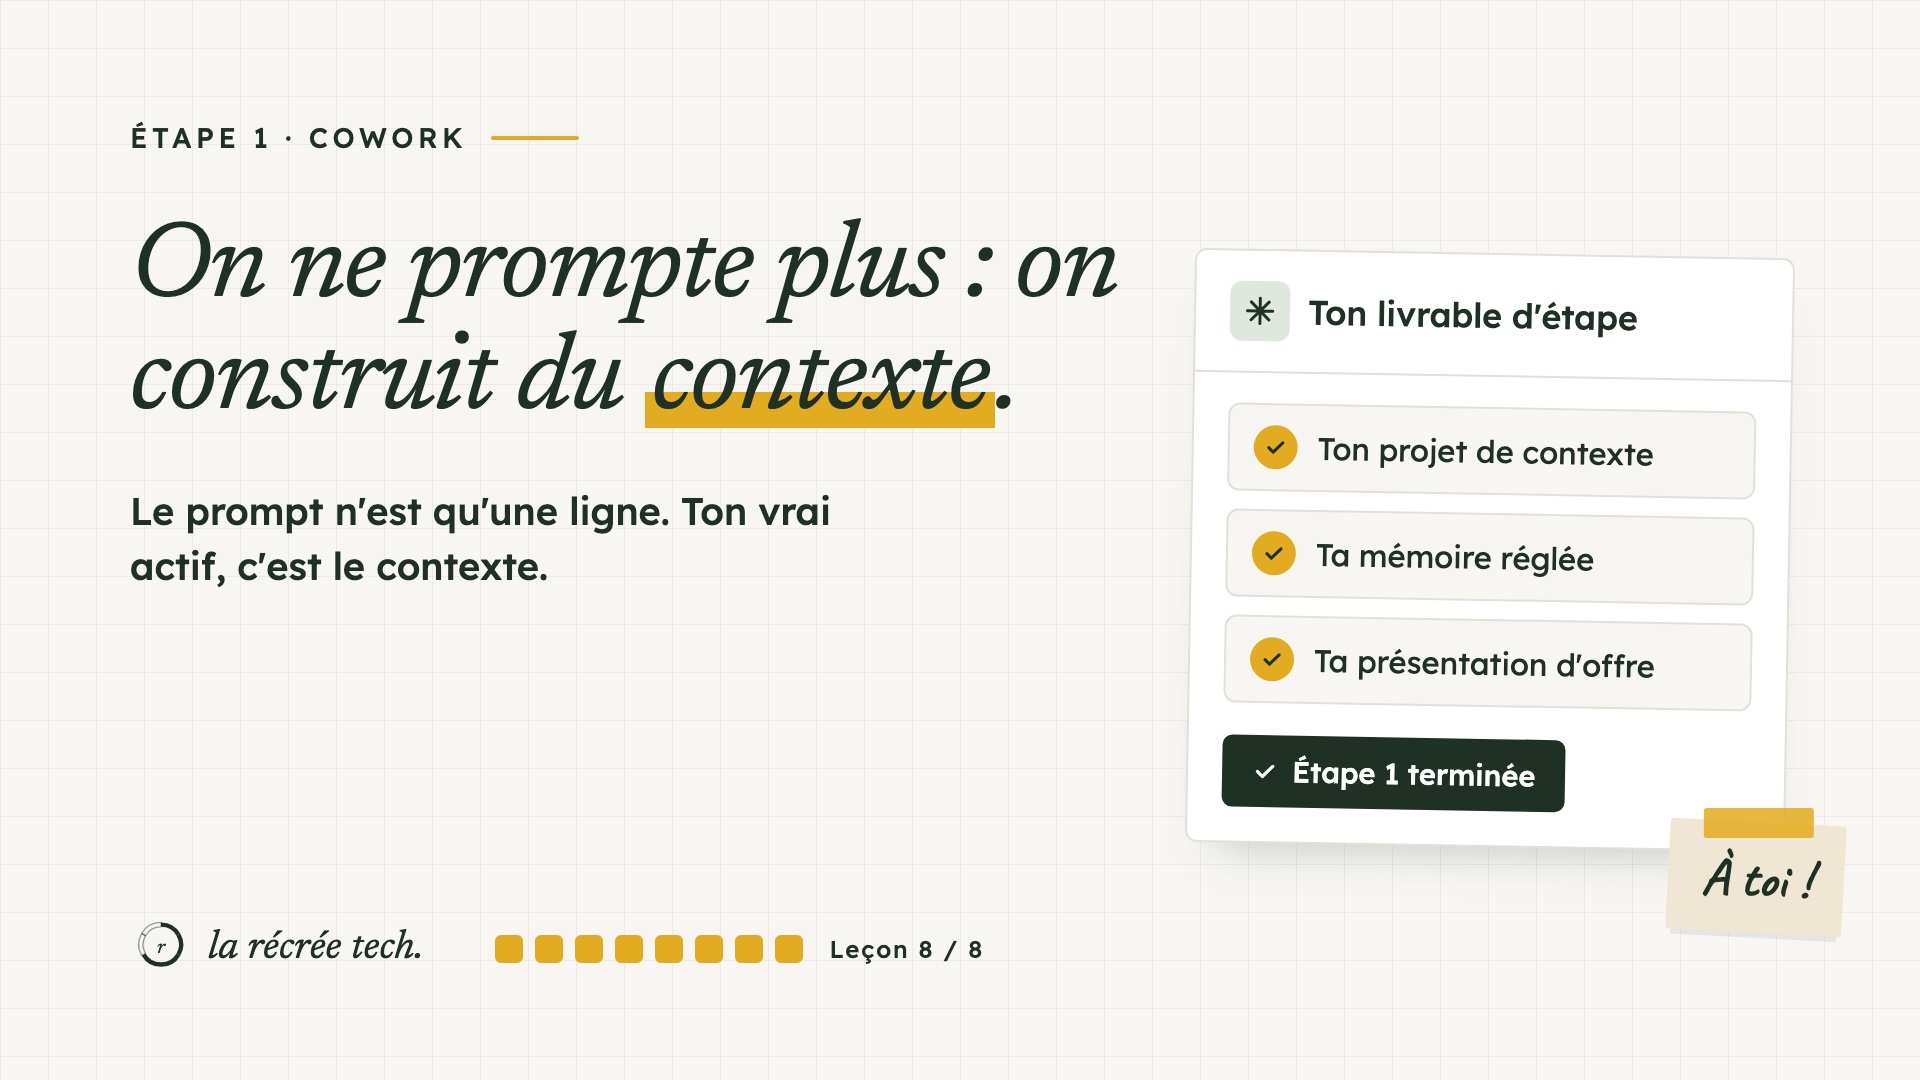 ÉTAPE 1 · COWORK
On ne prompte plus : on
construit du contexte.
Le prompt n'est qu'une ligne. Ton vrai
actif, c'est le contexte.
Ton livrable d'étape
Ton projet de contexte
Ta mémoire réglée
Ta présentation d'offre
Étape 1 terminée
À toi !
r
la récrée tech.
Leçon 8 / 8